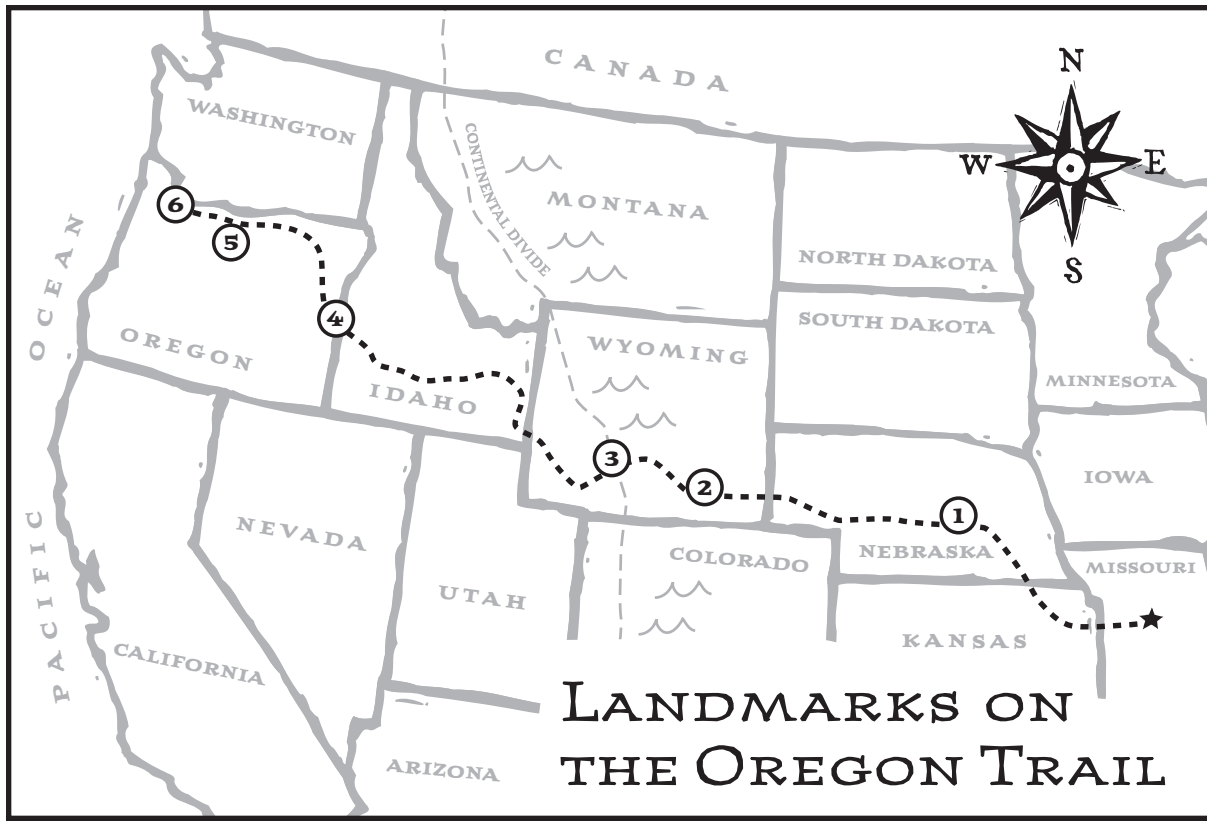 CANADA
N
W
E
S
WASHINGTON
CONTINENTAL DIVIDE
MONTANA
NORTH DAKOTA
6
5
OCEAN
PACIFIC
4
OREGON
IDAHO
WYOMING
SOUTH DAKOTA
MINNESOTA
3
2
1
IOWA
NEVADA
UTAH
COLORADO
NEBRASKA
MISSOURI
CALIFORNIA
KANSAS
ARIZONA
LANDMARKS ON
THE OREGON TRAIL